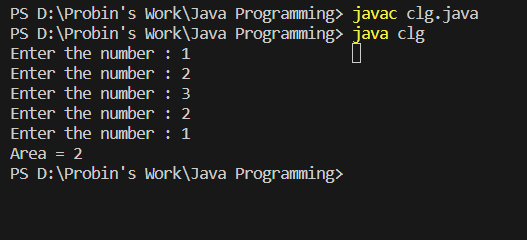 PS D:\Probin's Work\Java Programming> javac clg.java
PS D:\Probin's Work\Java Programming> java clg
Enter the number : 1
Enter the number : 2
Enter the number : 3
Enter the number : 2
Enter the number : 1
Area = 2
PS D:\Probin's Work\Java Programming>